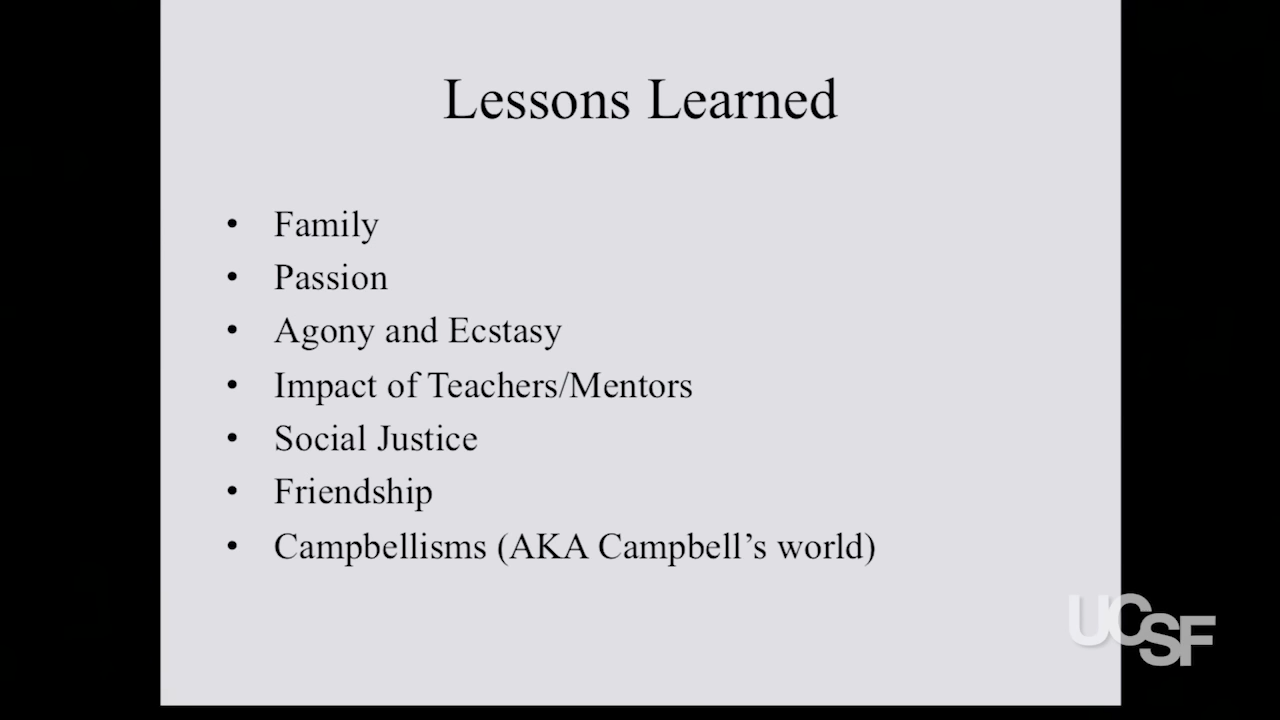 Lessons Learned
• Family
• Passion
• Agony and Ecstasy
• Impact of Teachers/Mentors
• Social Justice
• Friendship
• Campbellisms (AKA Campbell’s world)
UCSF